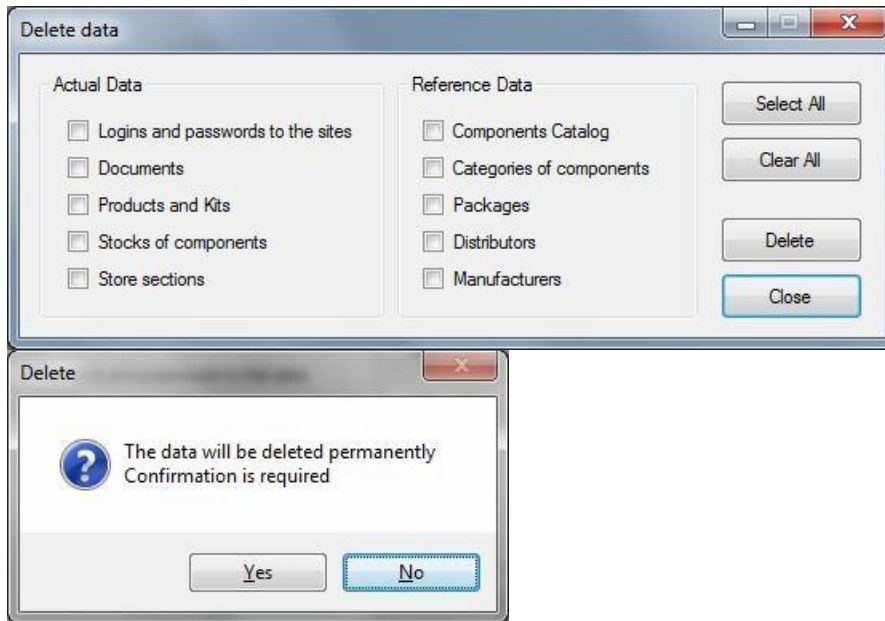 Delete data
Actual Data
Logins and passwords to the sites
Documents
Products and Kits
Stocks of components
Store sections
Reference Data
Components Catalog
Categories of components
Packages
Distributors
Manufacturers
Select All
Clear All
Delete
Close
Delete
The data will be deleted permanently
Confirmation is required
Yes
No